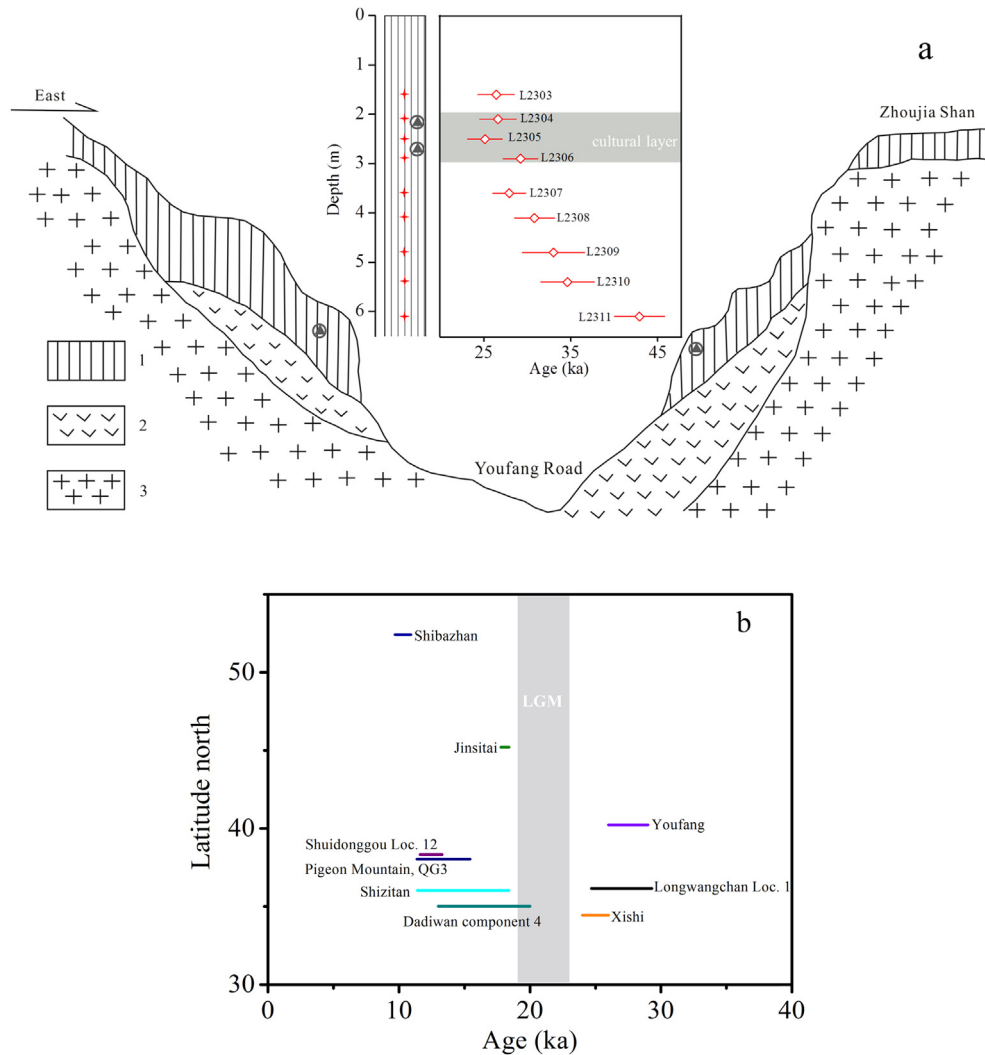 a
East
Zhoujia Shan
0
1
2
3
4
5
6
Depth (m)
L2303
L2304
L2305
cultural layer
L2306
L2307
L2308
L2309
L2310
L2311
25
35
45
Age (ka)
1
2
3
Youfang Road
b
50
40
30
Latitude north
Shibazhan
LGM
Jinsitai
Youfang
Shuidonggou Loc. 12
Pigeon Mountain, QG3
Shizitan
Longwangchan Loc. 1
Dadiwan component 4
Xishi
0
10
20
30
40
Age (ka)